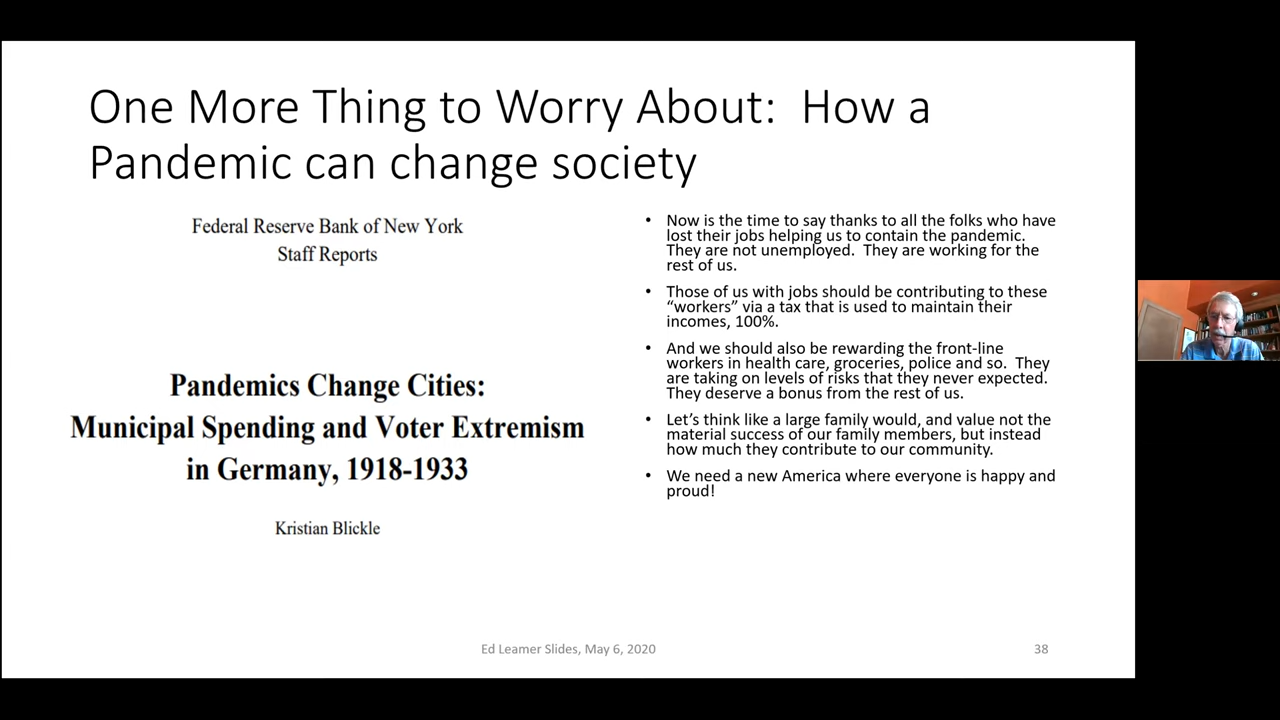 One More Thing to Worry About:  How a
Pandemic can change society
Federal Reserve Bank of New York
Staff Reports
Pandemics Change Cities:
Municipal Spending and Voter Extremism
in Germany, 1918-1933
Kristian Blickle
• Now is the time to say thanks to all the folks who have
lost their jobs helping us to contain the pandemic.
They are not unemployed.  They are working for the
rest of us.
• Those of us with jobs should be contributing to these
“workers” via a tax that is used to maintain their
incomes, 100%.
• And we should also be rewarding the front-line
workers in health care, groceries, police and so.  They
are taking on levels of risks that they never expected.
They deserve a bonus from the rest of us.
• Let’s think like a large family would, and value not the
material success of our family members, but instead
how much they contribute to our community.
• We need a new America where everyone is happy and
proud!
Ed Leamer Slides, May 6, 2020
38